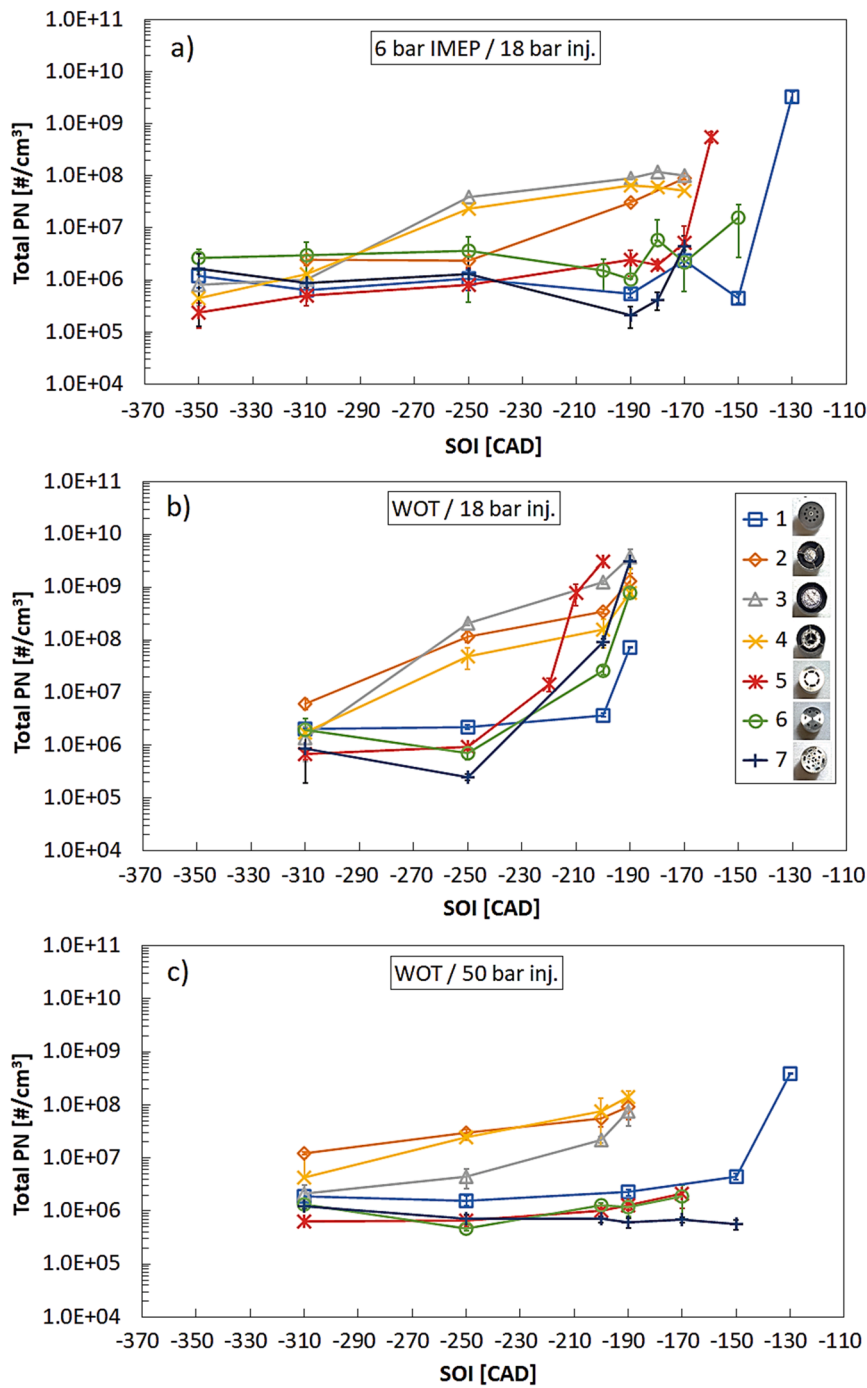 a)
6 bar IMEP / 18 bar inj.
Total PN [#/cm³]
1.0E+11
1.0E+10
1.0E+09
1.0E+08
1.0E+07
1.0E+06
1.0E+05
1.0E+04
-370 -350 -330 -310 -290 -270 -250 -230 -210 -190 -170 -150 -130 -110
SOI [CAD]
b)
WOT / 18 bar inj.
Total PN [#/cm³]
1.0E+11
1.0E+10
1.0E+09
1.0E+08
1.0E+07
1.0E+06
1.0E+05
1.0E+04
1
2
3
4
5
6
7
-370 -350 -330 -310 -290 -270 -250 -230 -210 -190 -170 -150 -130 -110
SOI [CAD]
c)
WOT / 50 bar inj.
Total PN [#/cm³]
1.0E+11
1.0E+10
1.0E+09
1.0E+08
1.0E+07
1.0E+06
1.0E+05
1.0E+04
-370 -350 -330 -310 -290 -270 -250 -230 -210 -190 -170 -150 -130 -110
SOI [CAD]